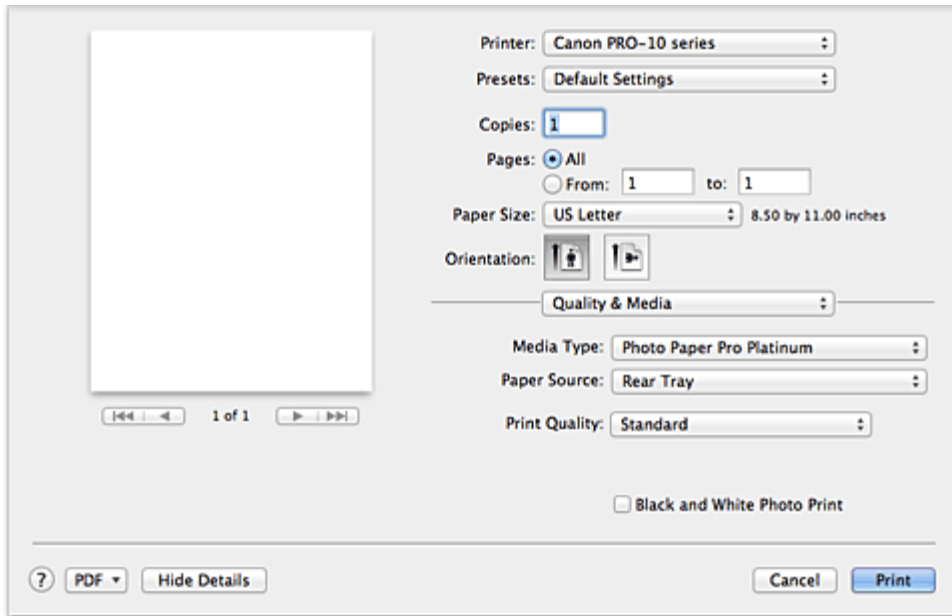 Printer: Canon PRO-10 series
Presets: Default Settings
Copies: 1
Pages: All
From: 1 to: 1
Paper Size: US Letter 8.50 by 11.00 inches
Orientation:
Quality & Media
Media Type: Photo Paper Pro Platinum
Paper Source: Rear Tray
1 of 1
Print Quality: Standard
Black and White Photo Print
? PDF Hide Details Cancel Print